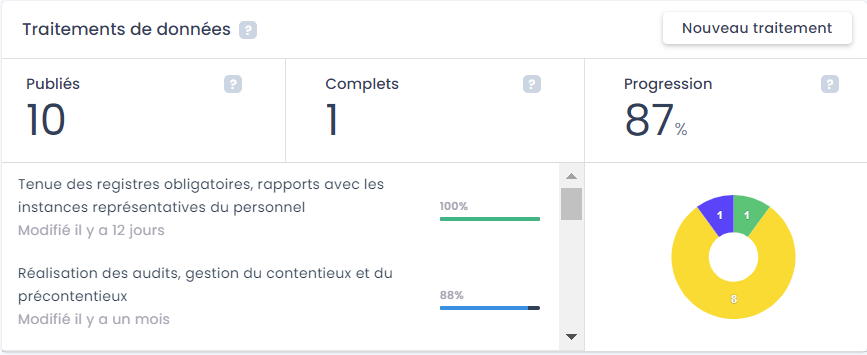 Traitements de données ?
Nouveau traitement
Publiés ?
10
Complets ?
1
Progression ?
87%
Tenue des registres obligatoires, rapports avec les
instances représentatives du personnel
Modifié il y a 12 jours
100%
Réalisation des audits, gestion du contentieux et du
précontentieux
Modifié il y a un mois
88%
1 1
8